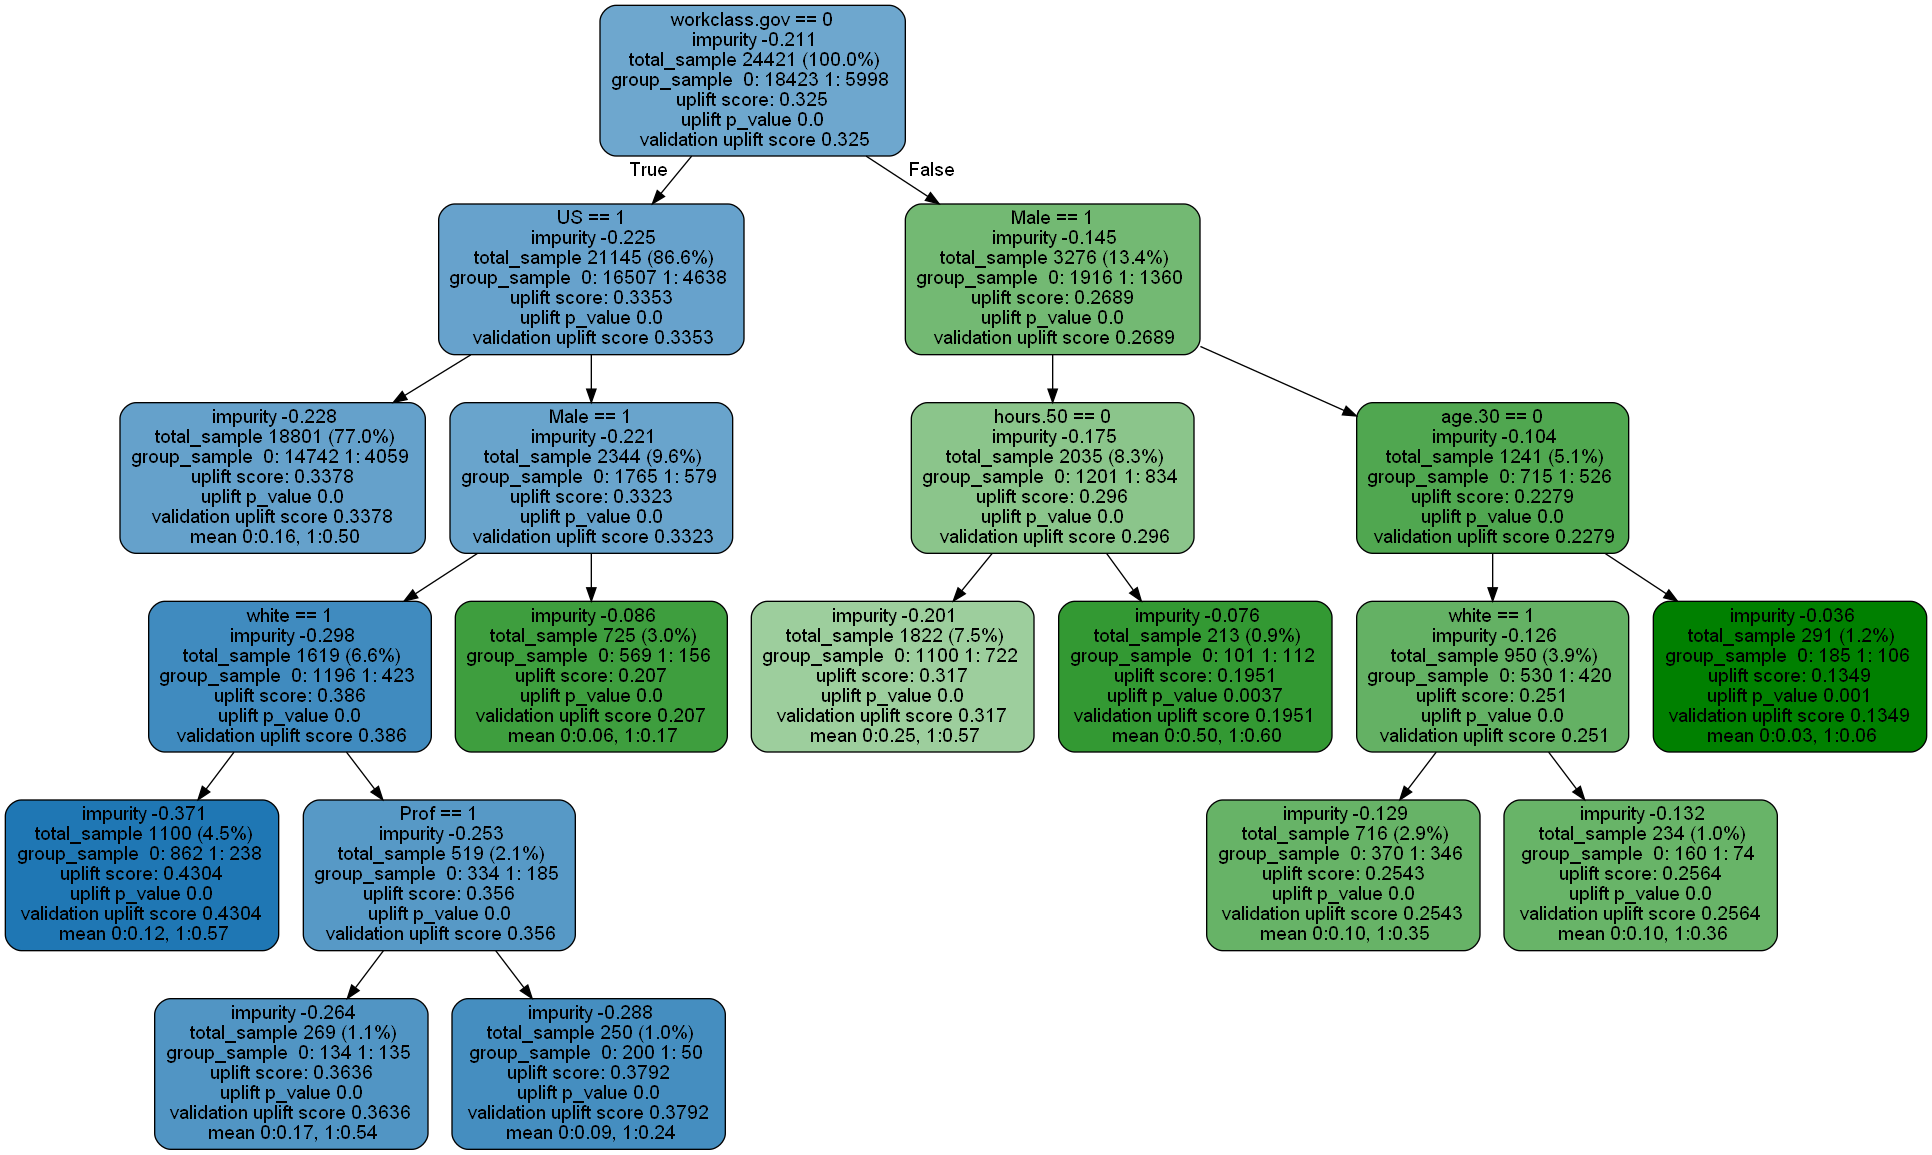 workclass.gov == 0
impurity -0.211
total_sample 24421 (100.0%)
group_sample 0: 18423 1: 5998
uplift score: 0.325
uplift p_value 0.0
validation uplift score 0.325
True
False
US == 1
impurity -0.225
total_sample 21145 (86.6%)
group_sample 0: 16507 1: 4638
uplift score: 0.3353
uplift p_value 0.0
validation uplift score 0.3353
Male == 1
impurity -0.145
total_sample 3276 (13.4%)
group_sample 0: 1916 1: 1360
uplift score: 0.2689
uplift p_value 0.0
validation uplift score 0.2689
impurity -0.228
total_sample 18801 (77.0%)
group_sample 0: 14742 1: 4059
uplift score: 0.3378
uplift p_value 0.0
validation uplift score 0.3378
mean 0:0.16, 1:0.50
Male == 1
impurity -0.221
total_sample 2344 (9.6%)
group_sample 0: 1765 1: 579
uplift score: 0.3323
uplift p_value 0.0
validation uplift score 0.3323
hours.50 == 0
impurity -0.175
total_sample 2035 (8.3%)
group_sample 0: 1201 1: 834
uplift score: 0.296
uplift p_value 0.0
validation uplift score 0.296
age.30 == 0
impurity -0.104
total_sample 1241 (5.1%)
group_sample 0: 715 1: 526
uplift score: 0.2279
uplift p_value 0.0
validation uplift score 0.2279
white == 1
impurity -0.298
total_sample 1619 (6.6%)
group_sample 0: 1196 1: 423
uplift score: 0.386
uplift p_value 0.0
validation uplift score 0.386
impurity -0.086
total_sample 725 (3.0%)
group_sample 0: 569 1: 156
uplift score: 0.207
uplift p_value 0.0
validation uplift score 0.207
mean 0:0.06, 1:0.17
impurity -0.201
total_sample 1822 (7.5%)
group_sample 0: 1100 1: 722
uplift score: 0.317
uplift p_value 0.0
validation uplift score 0.317
mean 0:0.25, 1:0.57
impurity -0.076
total_sample 213 (0.9%)
group_sample 0: 101 1: 112
uplift score: 0.1951
uplift p_value 0.0037
validation uplift score 0.1951
mean 0:0.50, 1:0.60
white == 1
impurity -0.126
total_sample 950 (3.9%)
group_sample 0: 530 1: 420
uplift score: 0.251
uplift p_value 0.0
validation uplift score 0.251
impurity -0.036
total_sample 291 (1.2%)
group_sample 0: 185 1: 106
uplift score: 0.1349
uplift p_value 0.001
validation uplift score 0.1349
mean 0:0.03, 1:0.06
impurity -0.371
total_sample 1100 (4.5%)
group_sample 0: 862 1: 238
uplift score: 0.4304
uplift p_value 0.0
validation uplift score 0.4304
mean 0:0.12, 1:0.57
Prof == 1
impurity -0.253
total_sample 519 (2.1%)
group_sample 0: 334 1: 185
uplift score: 0.356
uplift p_value 0.0
validation uplift score 0.356
impurity -0.129
total_sample 716 (2.9%)
group_sample 0: 370 1: 346
uplift score: 0.2543
uplift p_value 0.0
validation uplift score 0.2543
mean 0:0.10, 1:0.35
impurity -0.132
total_sample 234 (1.0%)
group_sample 0: 160 1: 74
uplift score: 0.2564
uplift p_value 0.0
validation uplift score 0.2564
mean 0:0.10, 1:0.36
impurity -0.264
total_sample 269 (1.1%)
group_sample 0: 134 1: 135
uplift score: 0.3636
uplift p_value 0.0
validation uplift score 0.3636
mean 0:0.17, 1:0.54
impurity -0.288
total_sample 250 (1.0%)
group_sample 0: 200 1: 50
uplift score: 0.3792
uplift p_value 0.0
validation uplift score 0.3792
mean 0:0.09, 1:0.24